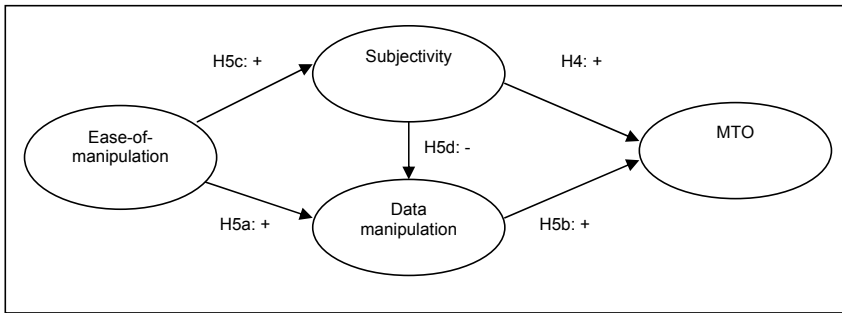 H5c: +
Subjectivity
H4: +
Ease-of-
manipulation
H5d: -
MTO
H5a: +
Data
manipulation
H5b: +